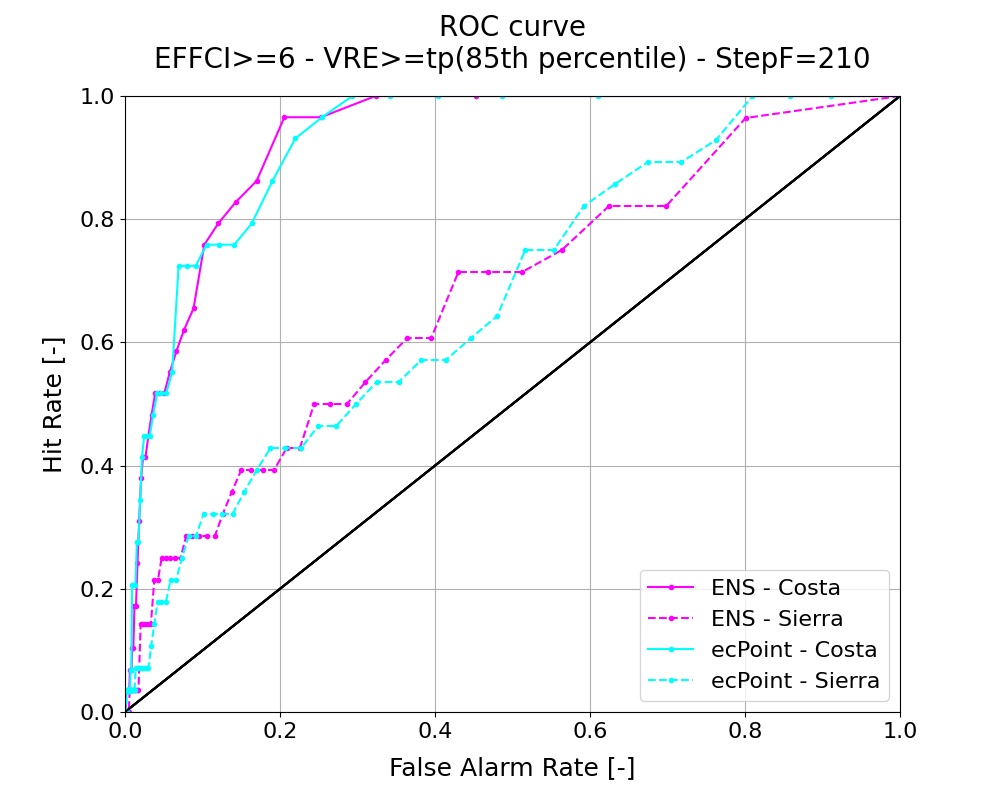 ROC curve
EFFCI>=6 - VRE>=tp(85th percentile) - StepF=210
1.0
0.8
0.6
0.4
0.2
0.0
Hit Rate [-]
0.0 0.2 0.4 0.6 0.8 1.0
False Alarm Rate [-]
ENS - Costa
ENS - Sierra
ecPoint - Costa
ecPoint - Sierra